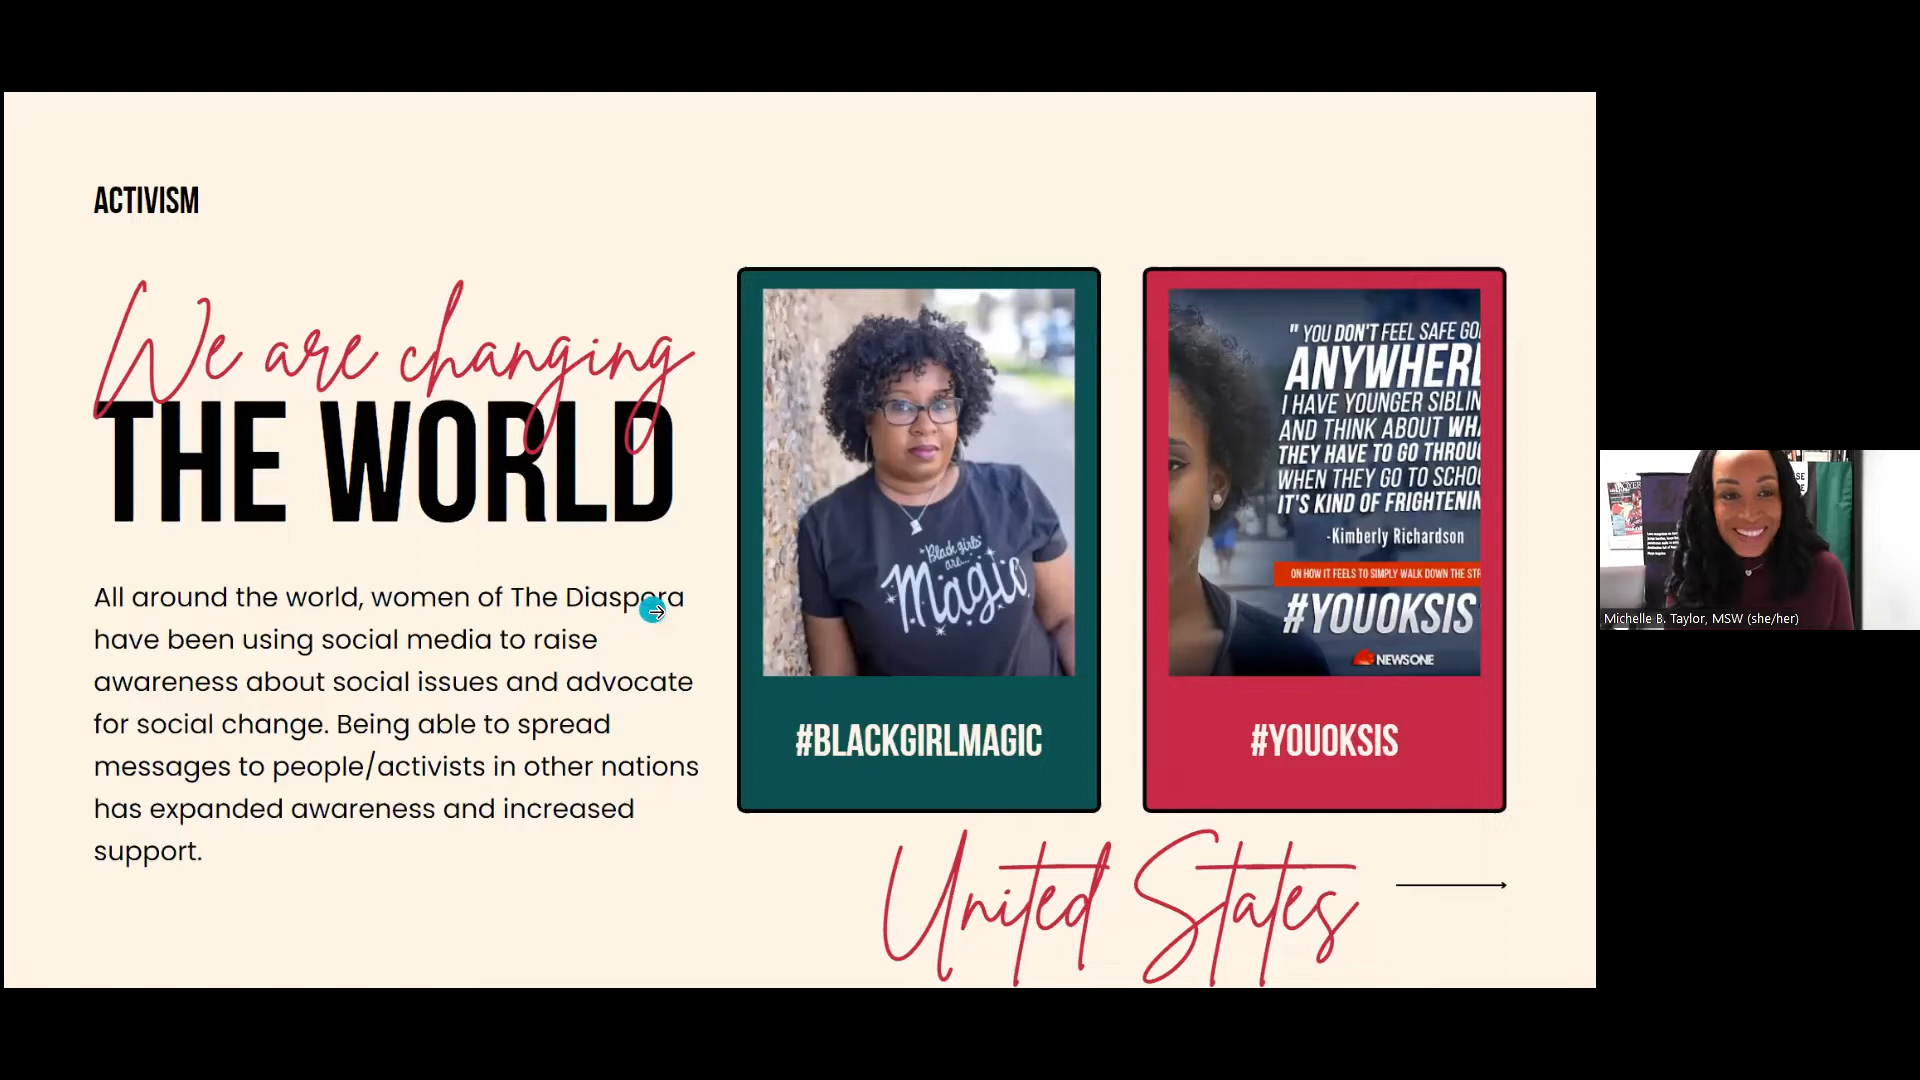 ACTIVISM
We are changing
THE WORLD
All around the world, women of The Diaspora
have been using social media to raise
awareness about social issues and advocate
for social change. Being able to spread
messages to people/activists in other nations
has expanded awareness and increased
support.
Black girls
are...
Magic
#BLACKGIRLMAGIC
" YOU DON'T FEEL SAFE GO
ANYWHERE
I HAVE YOUNGER SIBLIN
AND THINK ABOUT WHA
THEY HAVE TO GO THROU
WHEN THEY GO TO SCHO
IT'S KIND OF FRIGHTENIN
-Kimberly Richardson
ON HOW IT FEELS TO SIMPLY WALK DOWN THE STR
#YOUOKSIS
NEWSONE
#YOUOKSIS
United States
Michelle B. Taylor, MSW (she/her)